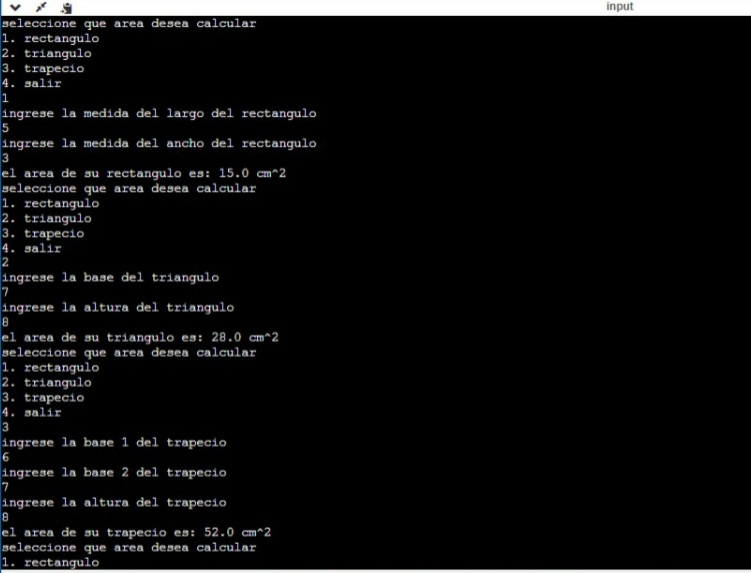 input
seleccione que area desea calcular
1. rectangulo
2. triangulo
3. trapecio
4. salir
1
ingrese la medida del largo del rectangulo
5
ingrese la medida del ancho del rectangulo
3
el area de su rectangulo es: 15.0 cm^2
seleccione que area desea calcular
1. rectangulo
2. triangulo
3. trapecio
4. salir
2
ingrese la base del triangulo
7
ingrese la altura del triangulo
8
el area de su triangulo es: 28.0 cm^2
seleccione que area desea calcular
1. rectangulo
2. triangulo
3. trapecio
4. salir
3
ingrese la base 1 del trapecio
6
ingrese la base 2 del trapecio
7
ingrese la altura del trapecio
8
el area de su trapecio es: 52.0 cm^2
seleccione que area desea calcular
1. rectangulo